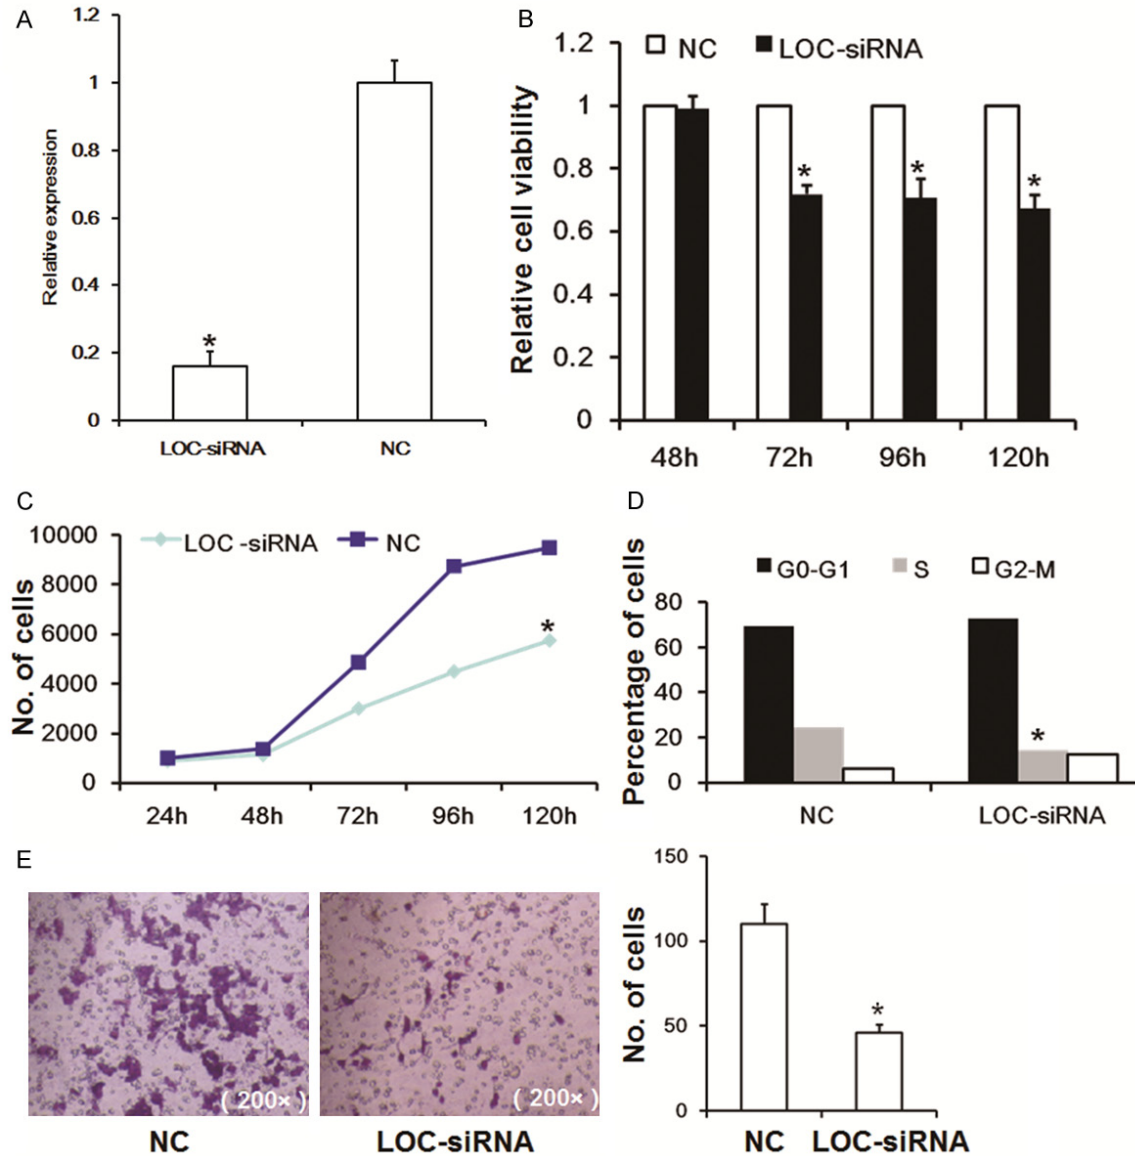 A
1.2
1
0.8
0.6
0.4
0.2
0
Relative expression
*
LOC-siRNA NC
B
NC LOC-siRNA
1.2
1
0.8
0.6
0.4
0.2
0
Relative cell viability
* * *
48h 72h 96h 120h
C
LOC -siRNA NC
10000
8000
6000
4000
2000
0
No. of cells
*
24h 48h 72h 96h 120h
D
G0-G1 S G2-M
80
60
40
20
0
Percentage of cells
*
NC LOC-siRNA
E
( 200× ) ( 200× )
NC LOC-siRNA
150
100
50
0
No. of cells
*
NC LOC-siRNA